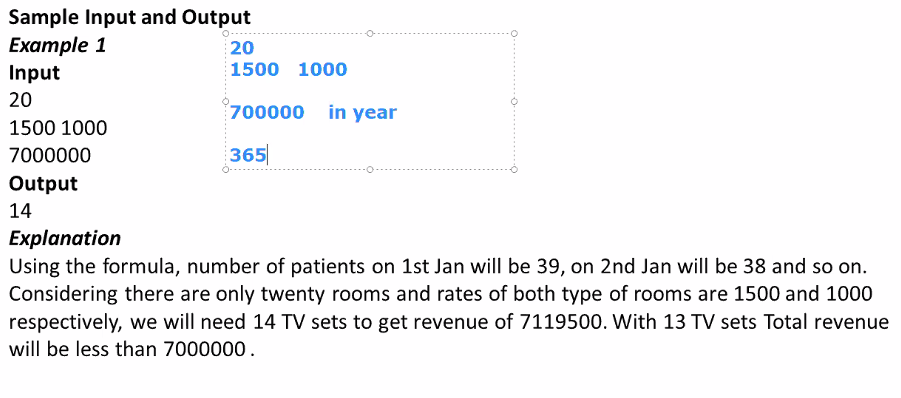 Sample Input and Output
Example 1
Input
20
1500 1000
7000000
Output
14
Explanation
Using the formula, number of patients on 1st Jan will be 39, on 2nd Jan will be 38 and so on.
Considering there are only twenty rooms and rates of both type of rooms are 1500 and 1000
respectively, we will need 14 TV sets to get revenue of 7119500. With 13 TV sets Total revenue
will be less than 7000000 .
20
1500 1000
700000 in year
365